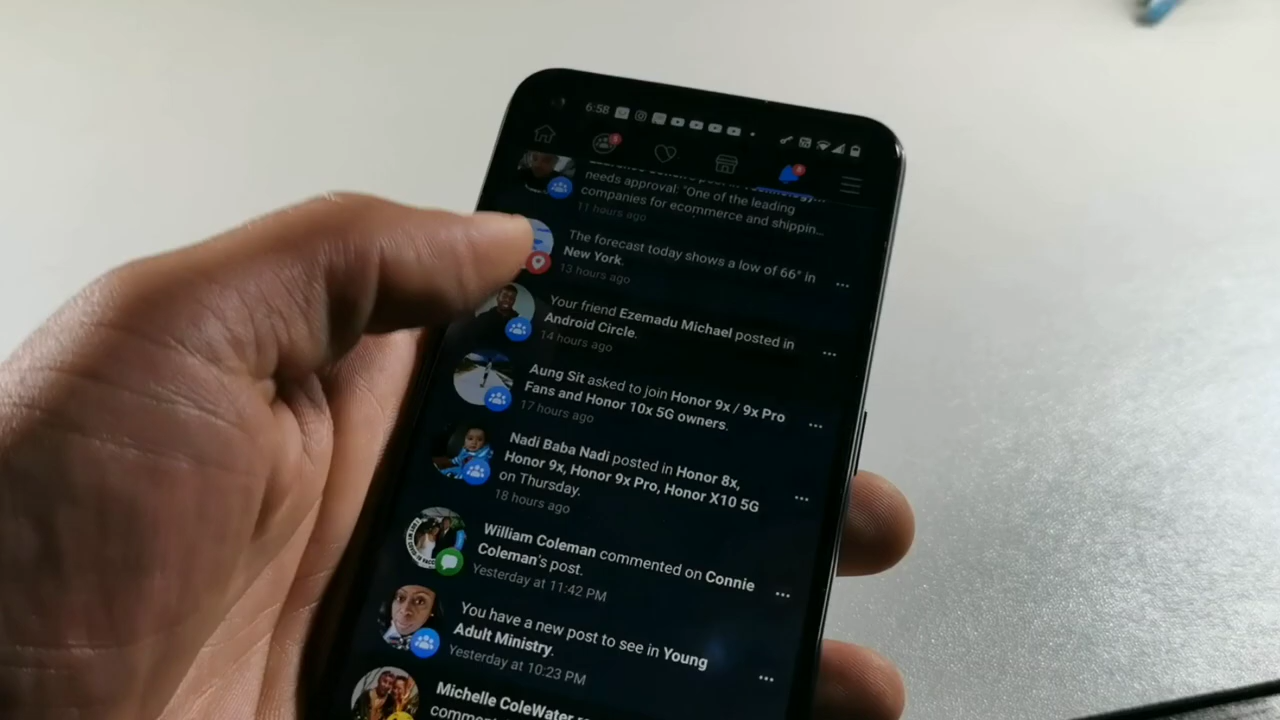 6:58
needs approval: "One of the leading
companies for ecommerce and shippin...
11 hours ago
The forecast today shows a low of 66° in
New York.
13 hours ago
Your friend Ezemadu Michael posted in
Android Circle.
14 hours ago
Aung Sit asked to join Honor 9x / 9x Pro
Fans and Honor 10x 5G owners.
17 hours ago
Nadi Baba Nadi posted in Honor 8x,
Honor 9x, Honor 9x Pro, Honor X10 5G
on Thursday.
18 hours ago
William Coleman commented on Connie
Coleman's post.
Yesterday at 11:42 PM
You have a new post to see in Young
Adult Ministry.
Yesterday at 10:23 PM
Michelle ColeWater